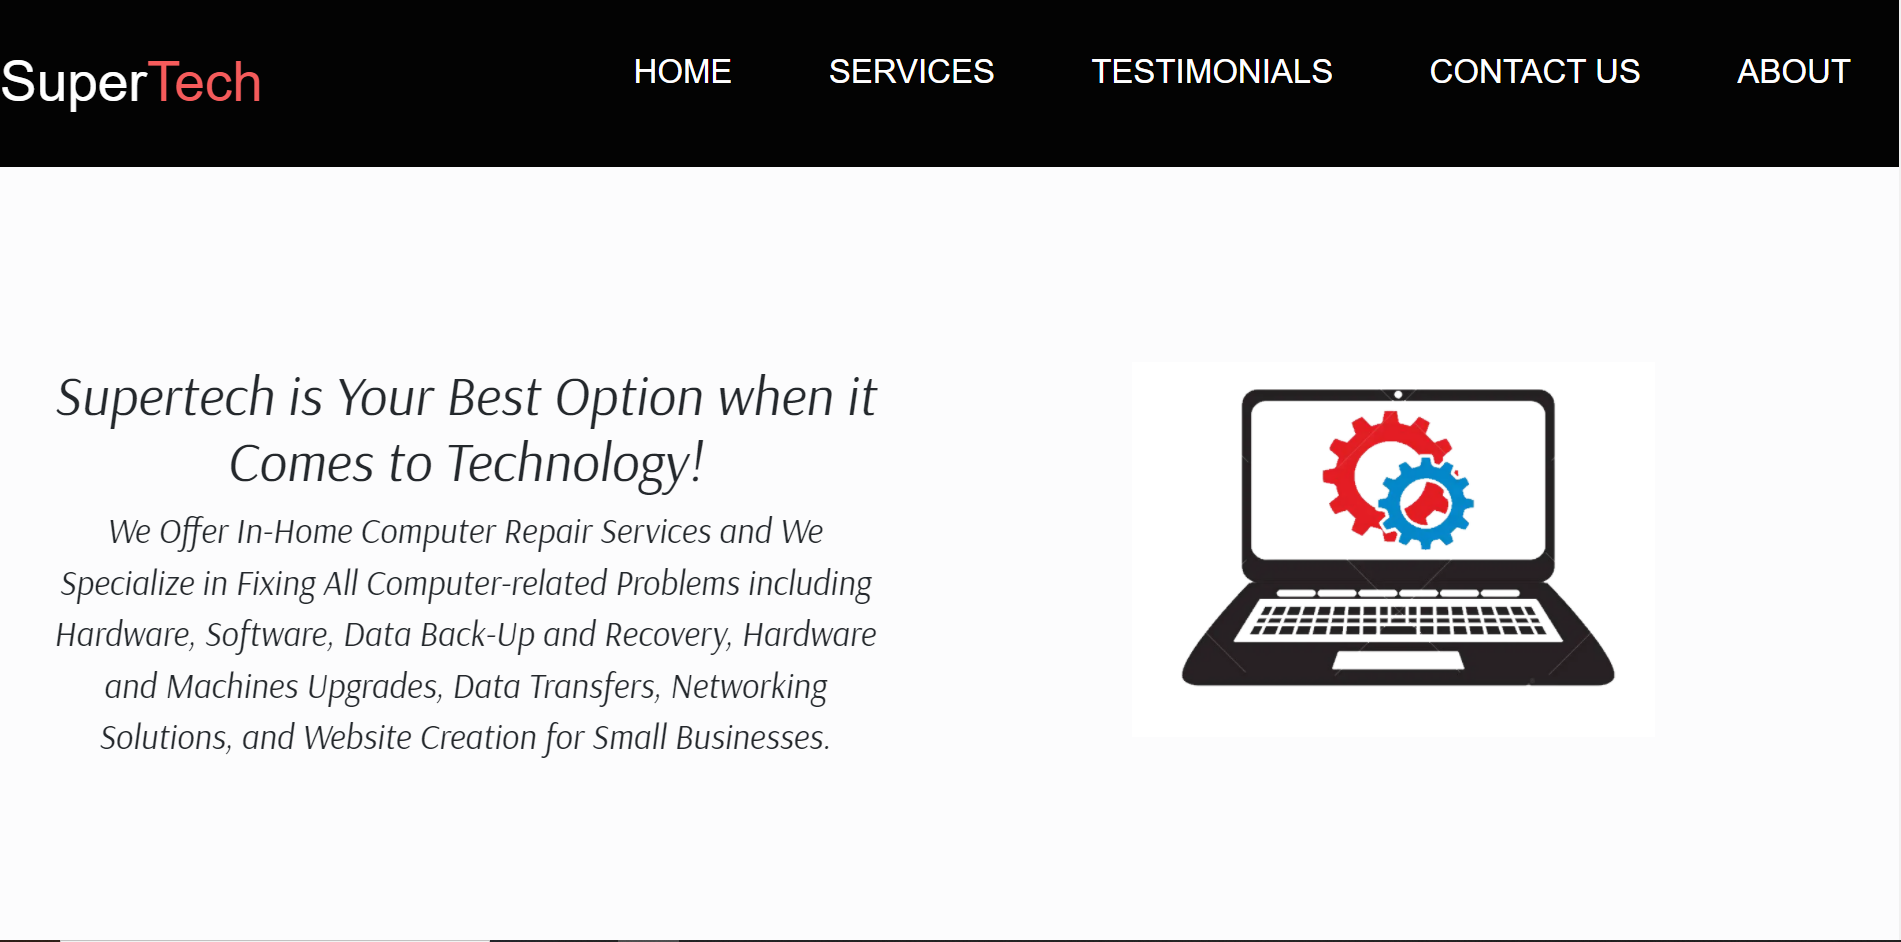 SuperTech
HOME SERVICES TESTIMONIALS CONTACT US ABOUT
Supertech is Your Best Option when it
Comes to Technology!
We Offer In-Home Computer Repair Services and We
Specialize in Fixing All Computer-related Problems including
Hardware, Software, Data Back-Up and Recovery, Hardware
and Machines Upgrades, Data Transfers, Networking
Solutions, and Website Creation for Small Businesses.